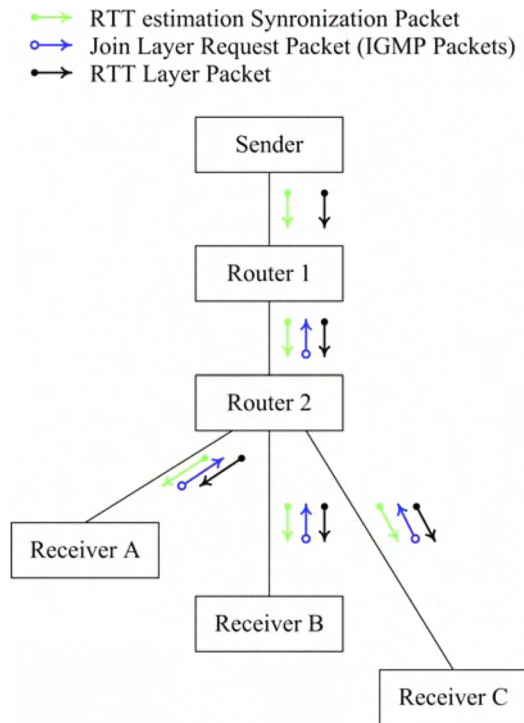 RTT estimation Synronization Packet
Join Layer Request Packet (IGMP Packets)
RTT Layer Packet
Sender
Router 1
Router 2
Receiver A
Receiver B
Receiver C